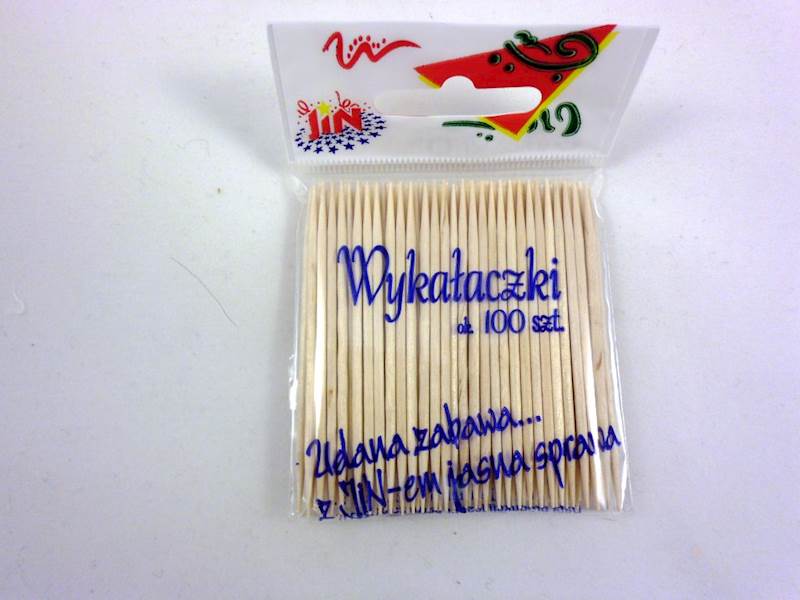 JiN
Wykałaczki
ok. 100 szt.
Udana zabawa...
z JIN-em jasna sprawa